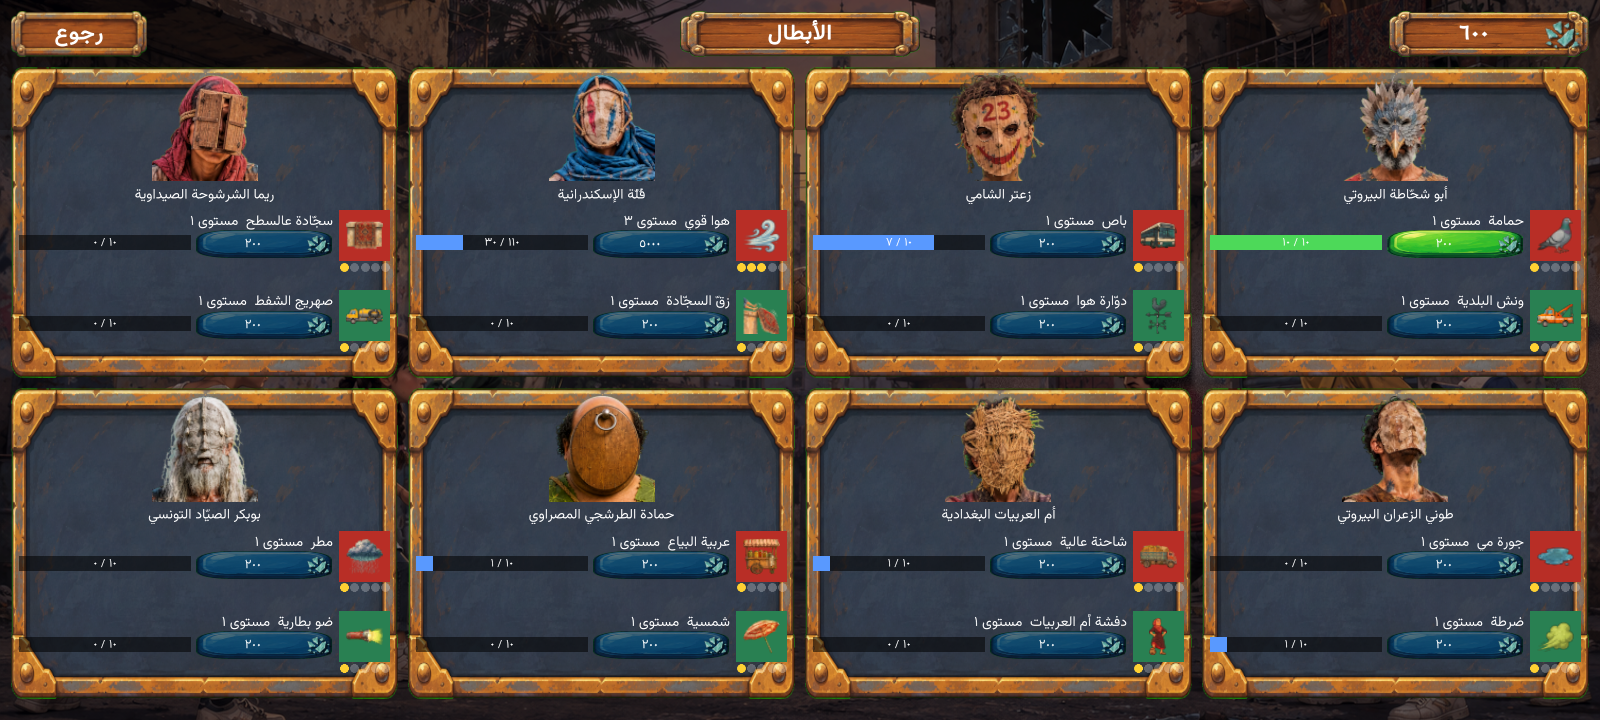 ٦٠٠
الأبطال
رجوع
أبو شحّاطة البيروتي
حمامة مستوى ١
٢٠٠
١٠ / ١٠
ونش البلدية مستوى ١
٢٠٠
٠ / ١٠
زعتر الشامي
23
باص مستوى ١
٢٠٠
٧ / ١٠
دوّارة هوا مستوى ١
٢٠٠
٠ / ١٠
فُلّة الإسكندرانية
هوا قوي مستوى ٣
٥٠٠٠
٣٠ / ١١٠
زقّ السجّادة مستوى ١
٢٠٠
٠ / ١٠
ريما الشرشوحة الصيداوية
سجّادة عالسطح مستوى ١
٢٠٠
٠ / ١٠
صهريج الشفط مستوى ١
٢٠٠
٠ / ١٠
طوني الزعران البيروتي
جورة مي مستوى ١
٢٠٠
٠ / ١٠
ضرطة مستوى ١
٢٠٠
١ / ١٠
أم العربيات البغدادية
شاحنة عالية مستوى ١
٢٠٠
١ / ١٠
دفشة أم العربيات مستوى ١
٢٠٠
٠ / ١٠
حمادة الطرشجي المصراوي
عربية البياع مستوى ١
٢٠٠
١ / ١٠
شمسية مستوى ١
٢٠٠
٠ / ١٠
بوبكر الصيّاد التونسي
مطر مستوى ١
٢٠٠
٠ / ١٠
ضو بطارية مستوى ١
٢٠٠
٠ / ١٠